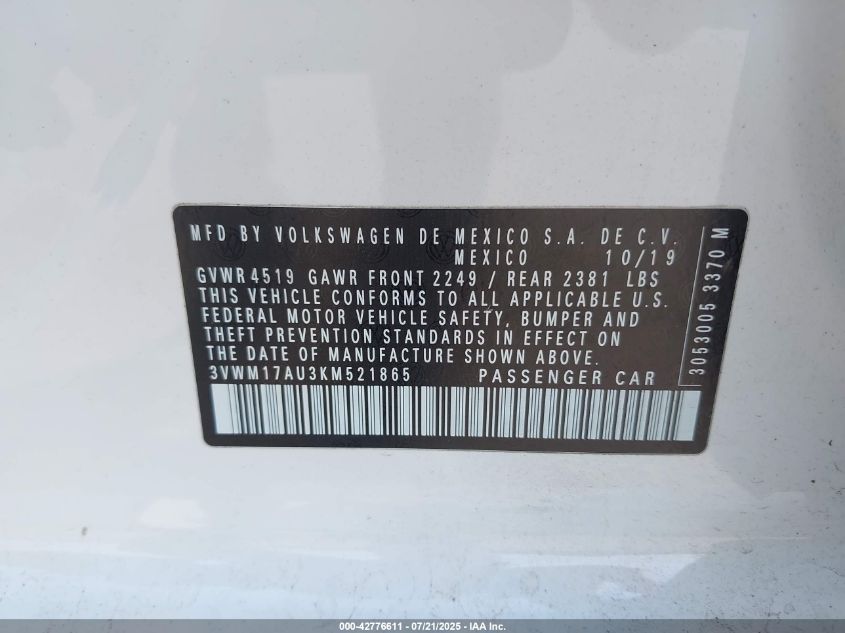 MFD BY VOLKSWAGEN DE MEXICO S.A. DE C.V.
MEXICO 10/19
GVWR 4519 GAWR FRONT 2249 / REAR 2381 LBS
THIS VEHICLE CONFORMS TO ALL APPLICABLE U.S.
FEDERAL MOTOR VEHICLE SAFETY, BUMPER AND
THEFT PREVENTION STANDARDS IN EFFECT ON
THE DATE OF MANUFACTURE SHOWN ABOVE.
3VWM17AU3KM521865 PASSENGER CAR
3053005 3370 M
000-42776611 - 07/21/2025 - IAA Inc.